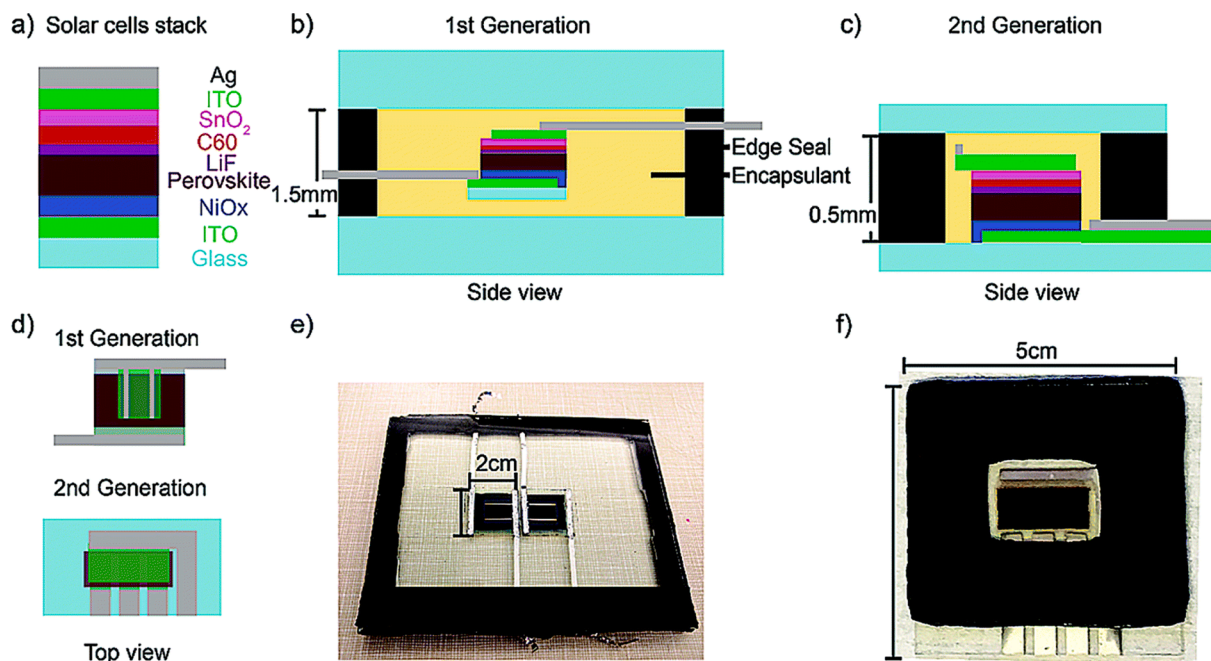 a) Solar cells stack
Ag
ITO
SnO₂
C60
LiF
Perovskite
NiOx
ITO
Glass
b) 1st Generation
1.5mm
Edge Seal
Encapsulant
Side view
c) 2nd Generation
0.5mm
Side view
d) 1st Generation
2nd Generation
Top view
e)
2cm
f)
5cm